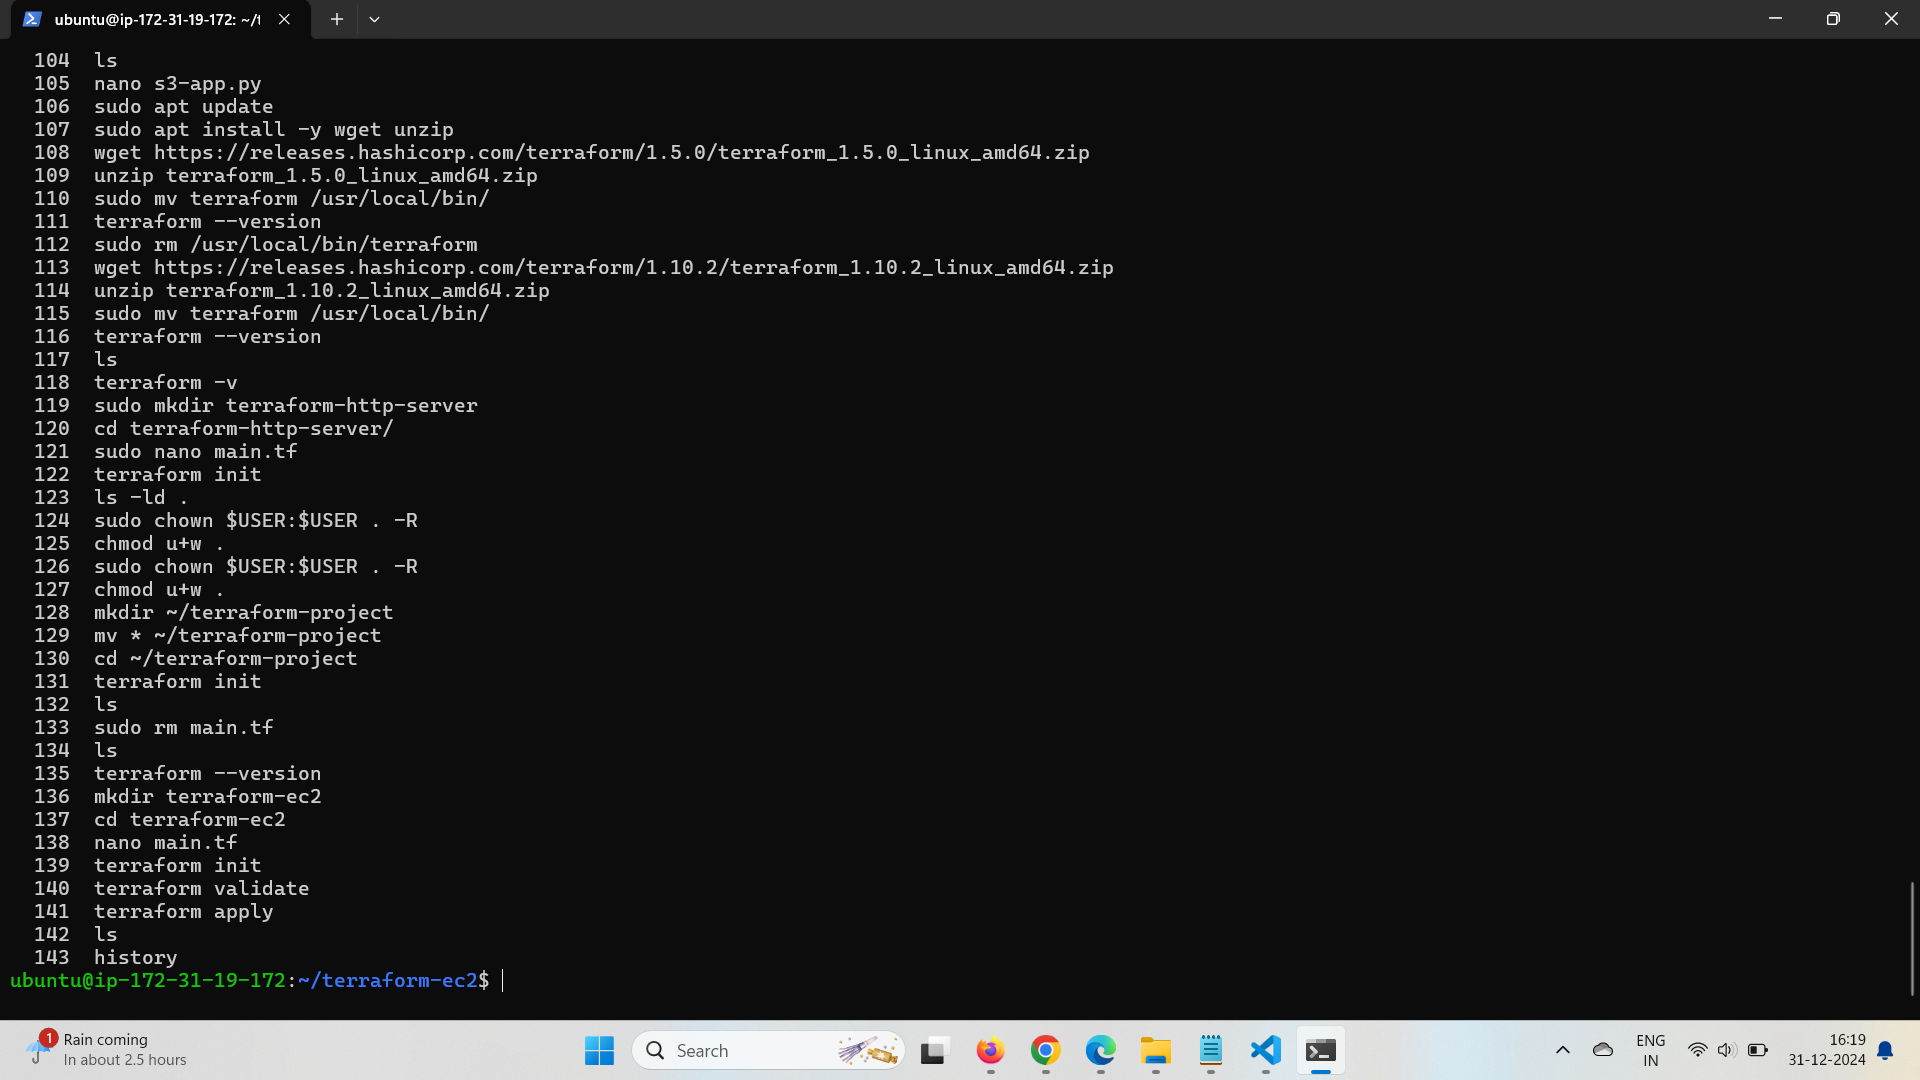 ubuntu@ip-172-31-19-172: ~/t
104  ls
105  nano s3-app.py
106  sudo apt update
107  sudo apt install -y wget unzip
108  wget https://releases.hashicorp.com/terraform/1.5.0/terraform_1.5.0_linux_amd64.zip
109  unzip terraform_1.5.0_linux_amd64.zip
110  sudo mv terraform /usr/local/bin/
111  terraform --version
112  sudo rm /usr/local/bin/terraform
113  wget https://releases.hashicorp.com/terraform/1.10.2/terraform_1.10.2_linux_amd64.zip
114  unzip terraform_1.10.2_linux_amd64.zip
115  sudo mv terraform /usr/local/bin/
116  terraform --version
117  ls
118  terraform -v
119  sudo mkdir terraform-http-server
120  cd terraform-http-server/
121  sudo nano main.tf
122  terraform init
123  ls -ld .
124  sudo chown $USER:$USER . -R
125  chmod u+w .
126  sudo chown $USER:$USER . -R
127  chmod u+w .
128  mkdir ~/terraform-project
129  mv * ~/terraform-project
130  cd ~/terraform-project
131  terraform init
132  ls
133  sudo rm main.tf
134  ls
135  terraform --version
136  mkdir terraform-ec2
137  cd terraform-ec2
138  nano main.tf
139  terraform init
140  terraform validate
141  terraform apply
142  ls
143  history
ubuntu@ip-172-31-19-172:~/terraform-ec2$
1
Rain coming
In about 2.5 hours
Search
ENG
IN
16:19
31-12-2024